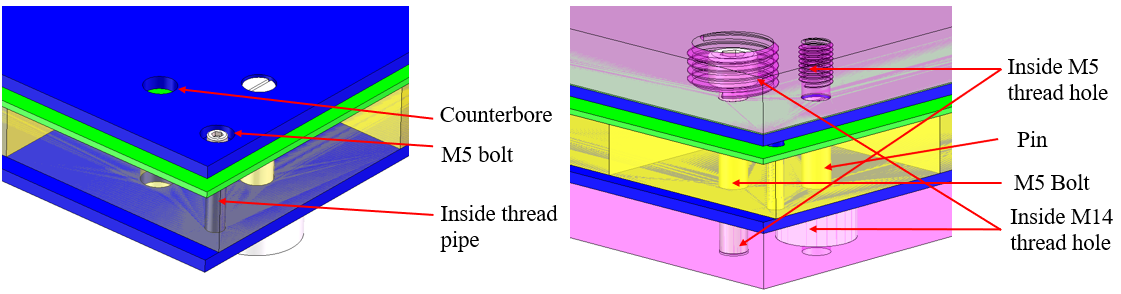 Counterbore
M5 bolt
Inside thread
pipe
Inside M5
thread hole
Pin
M5 Bolt
Inside M14
thread hole